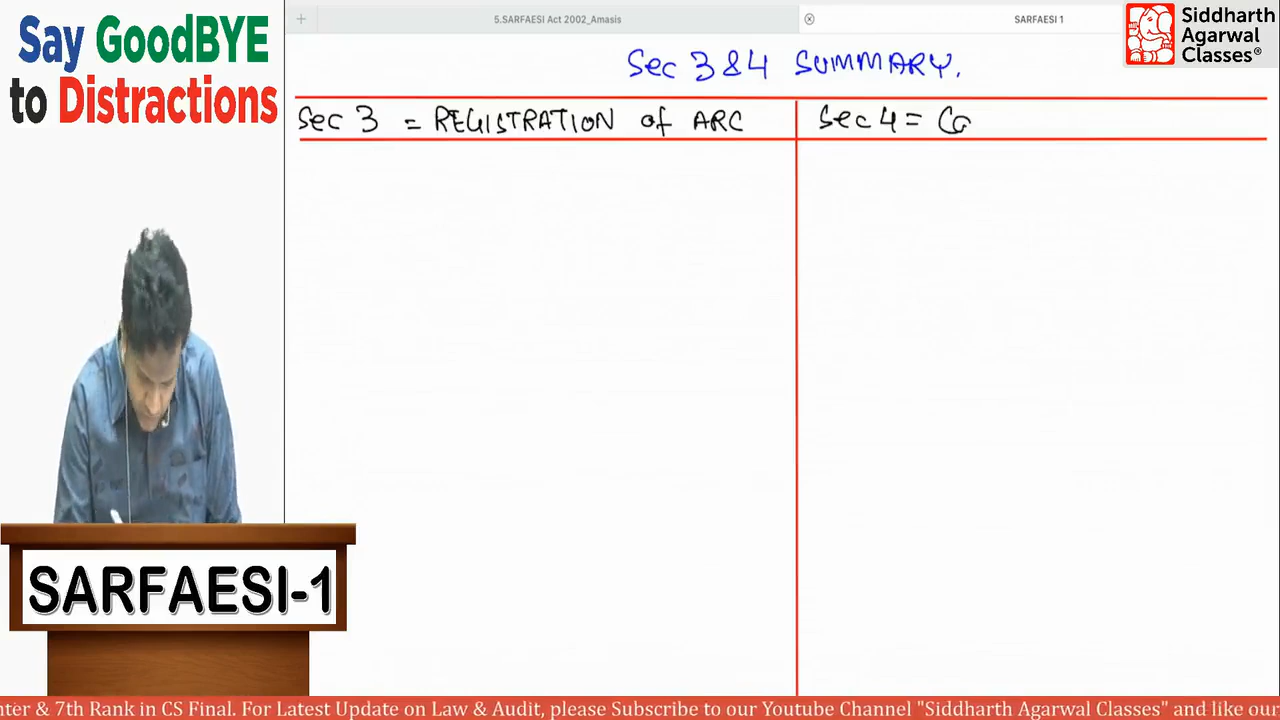 Say GoodBYE
to Distractions
5.SARFAESI Act 2002_Amasis
SARFAESI 1
Siddharth
Agarwal
Classes®
Sec 3 & 4 SUMMARY.
Sec 3 = REGISTRATION of ARC
Sec 4 = Ca
SARFAESI-1
nter & 7th Rank in CS Final. For Latest Update on Law & Audit, please Subscribe to our Youtube Channel "Siddharth Agarwal Classes" and like our